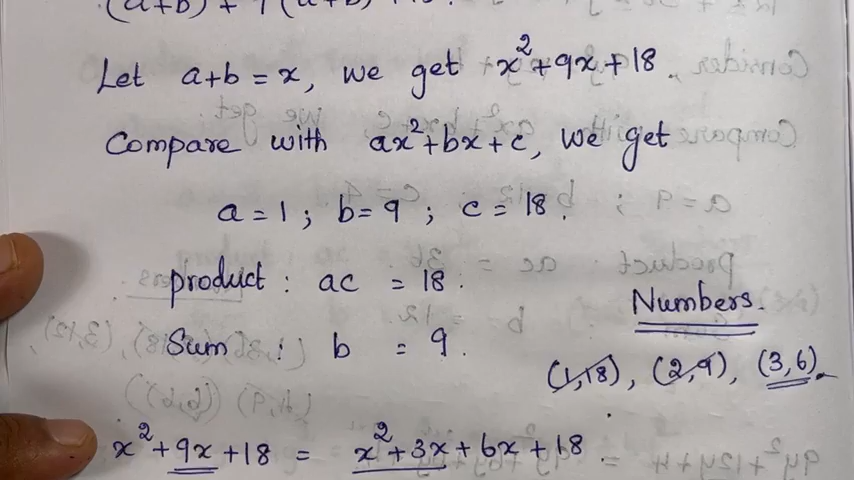 Let a+b = x, we get x²+9x+18.
Compare with ax²+bx+c, we get
a=1; b=9; c=18.
product: ac = 18.
Numbers.
Sum : b = 9.
(1,18), (2,9), (3,6).
x²+9x+18 = x²+3x+6x+18.